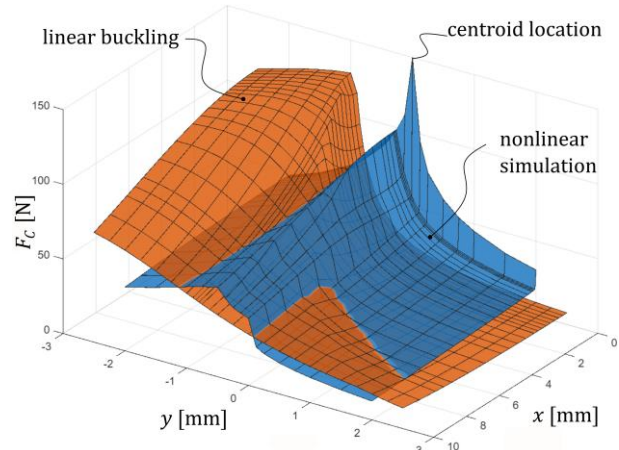 linear buckling
centroid location
nonlinear
simulation
F_C [N]
150
100
50
0
-3
-2
-1
0
1
2
3
y [mm]
10
8
6
4
2
0
x [mm]